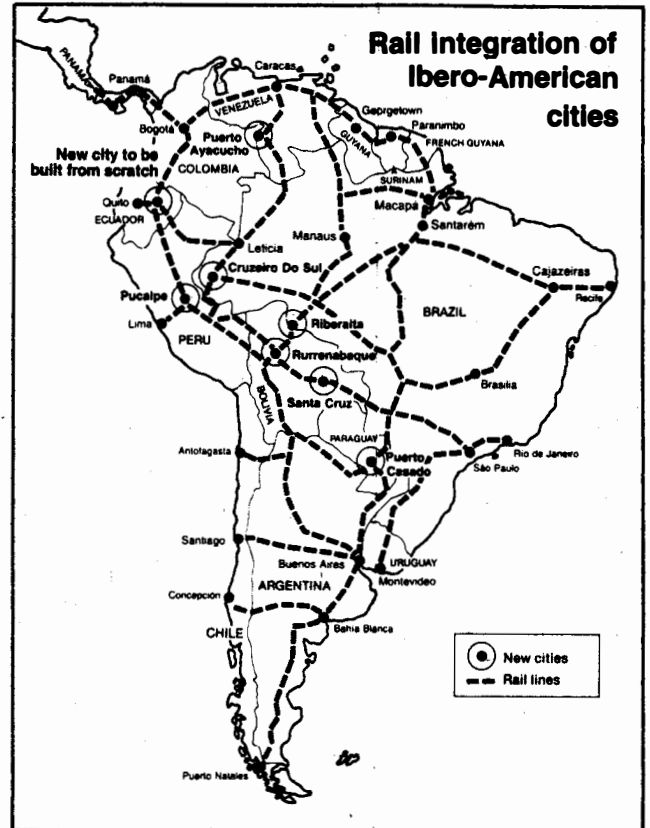 Rail integration of
Ibero-American
cities
PANAMA
Panamá
Caracas
VENEZUELA
Georgetown
Paranimbo
GUYANA
FRENCH GUYANA
SURINAM
Bogotá
Puerto
Ayacucho
New city to be
built from scratch
COLOMBIA
Quito
ECUADOR
Leticia
Manaus
Macapá
Santarém
Cruzeiro Do Sul
Cajazeiras
Recife
Pucalpe
Lima
PERU
Riberalta
BRAZIL
Rurrenabaque
Brasilia
BOLIVIA
Santa Cruz
PARAGUAY
Puerto
Casado
Rio de Janeiro
São Paulo
Antofagasta
Santiago
Buenos Aires
URUGUAY
Montevideo
ARGENTINA
Concepción
CHILE
Bahia Blanca
New cities
Rail lines
Puerto Natales